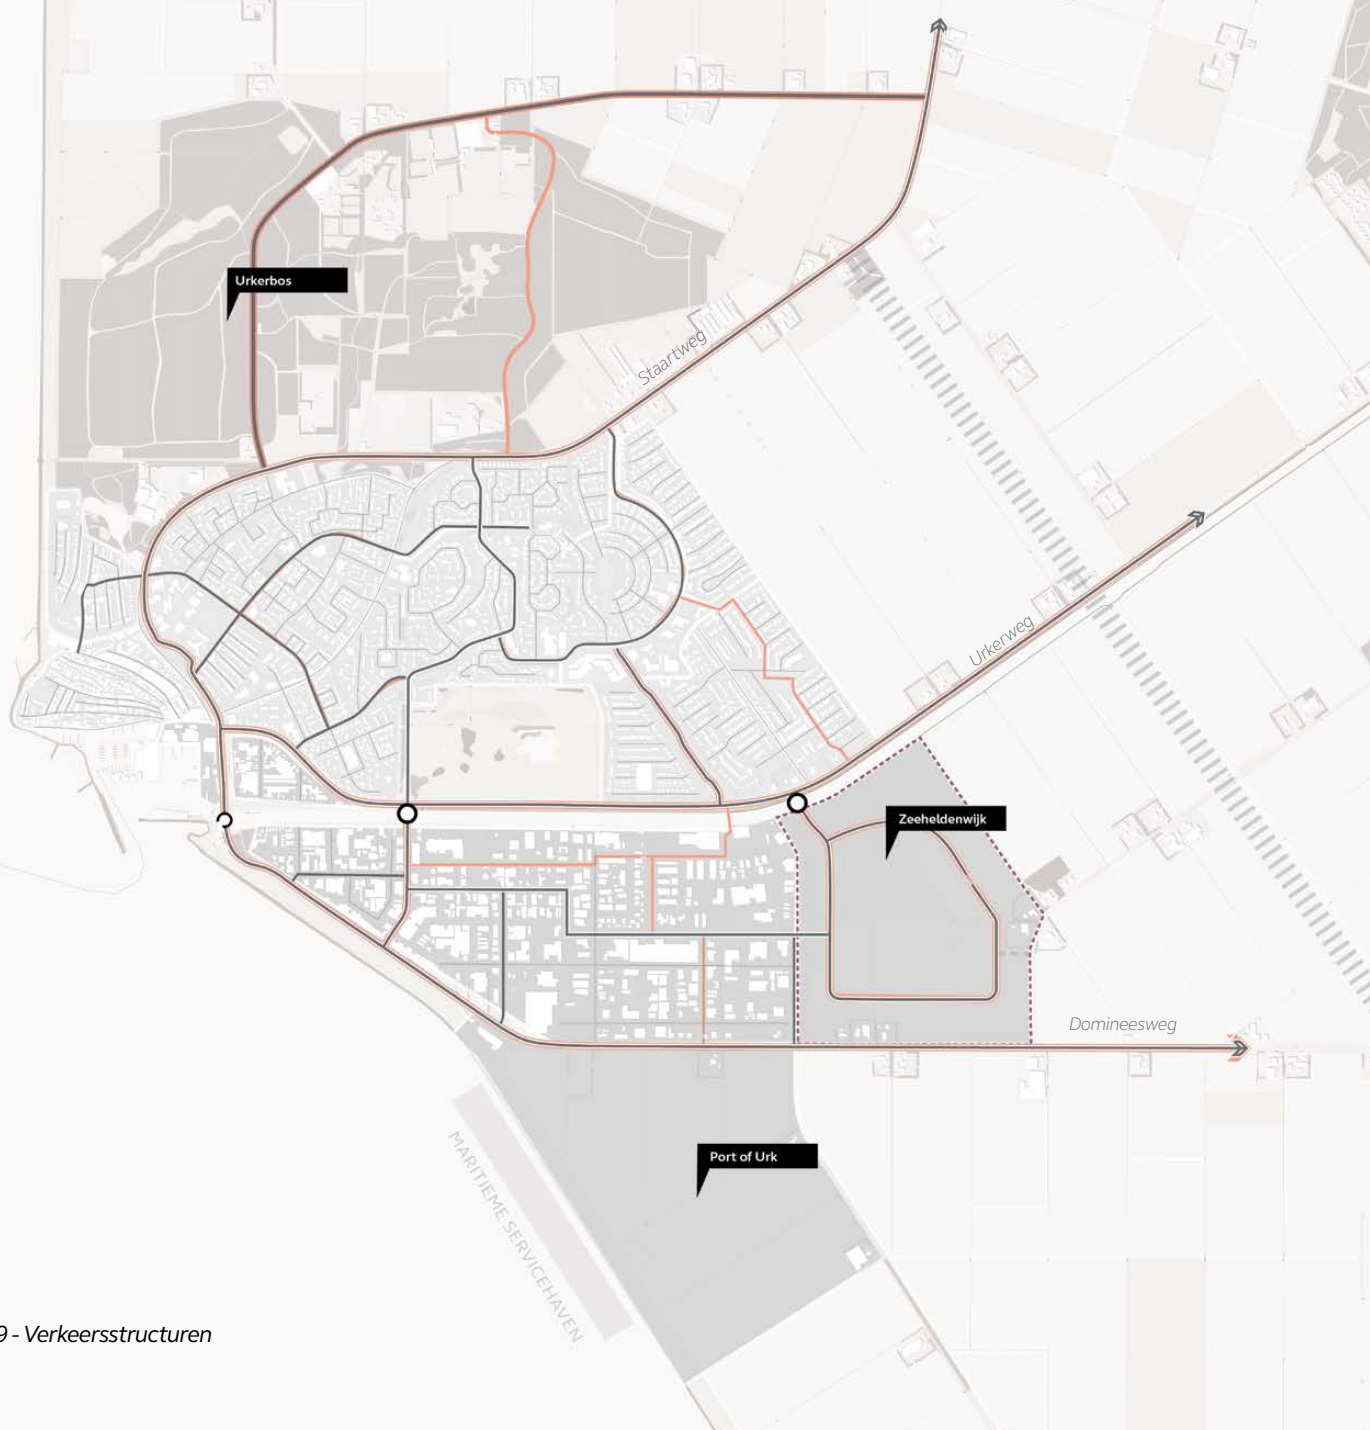 Urkerbos
Staartweg
Urkerweg
Zeeheldenwijk
Domineesweg
Port of Urk
MARITIEME SERVICEHAVEN
9 - Verkeersstructuren